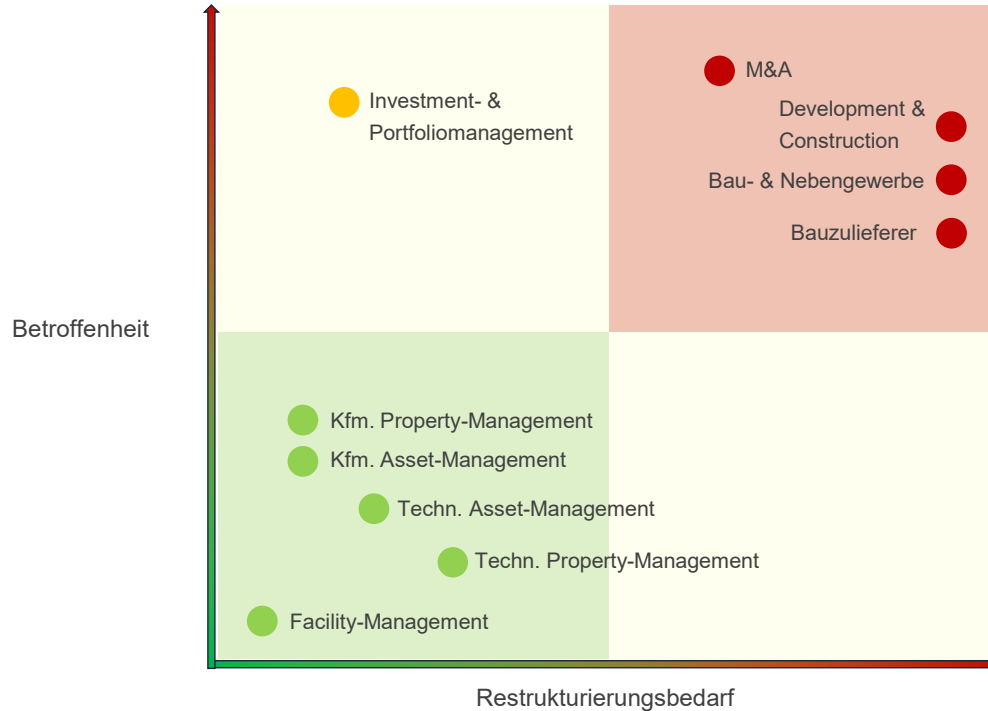 M&A
Investment- &
Portfoliomanagement
Development &
Construction
Bau- & Nebengewerbe
Bauzulieferer
Betroffenheit
Kfm. Property-Management
Kfm. Asset-Management
Techn. Asset-Management
Techn. Property-Management
Facility-Management
Restrukturierungsbedarf